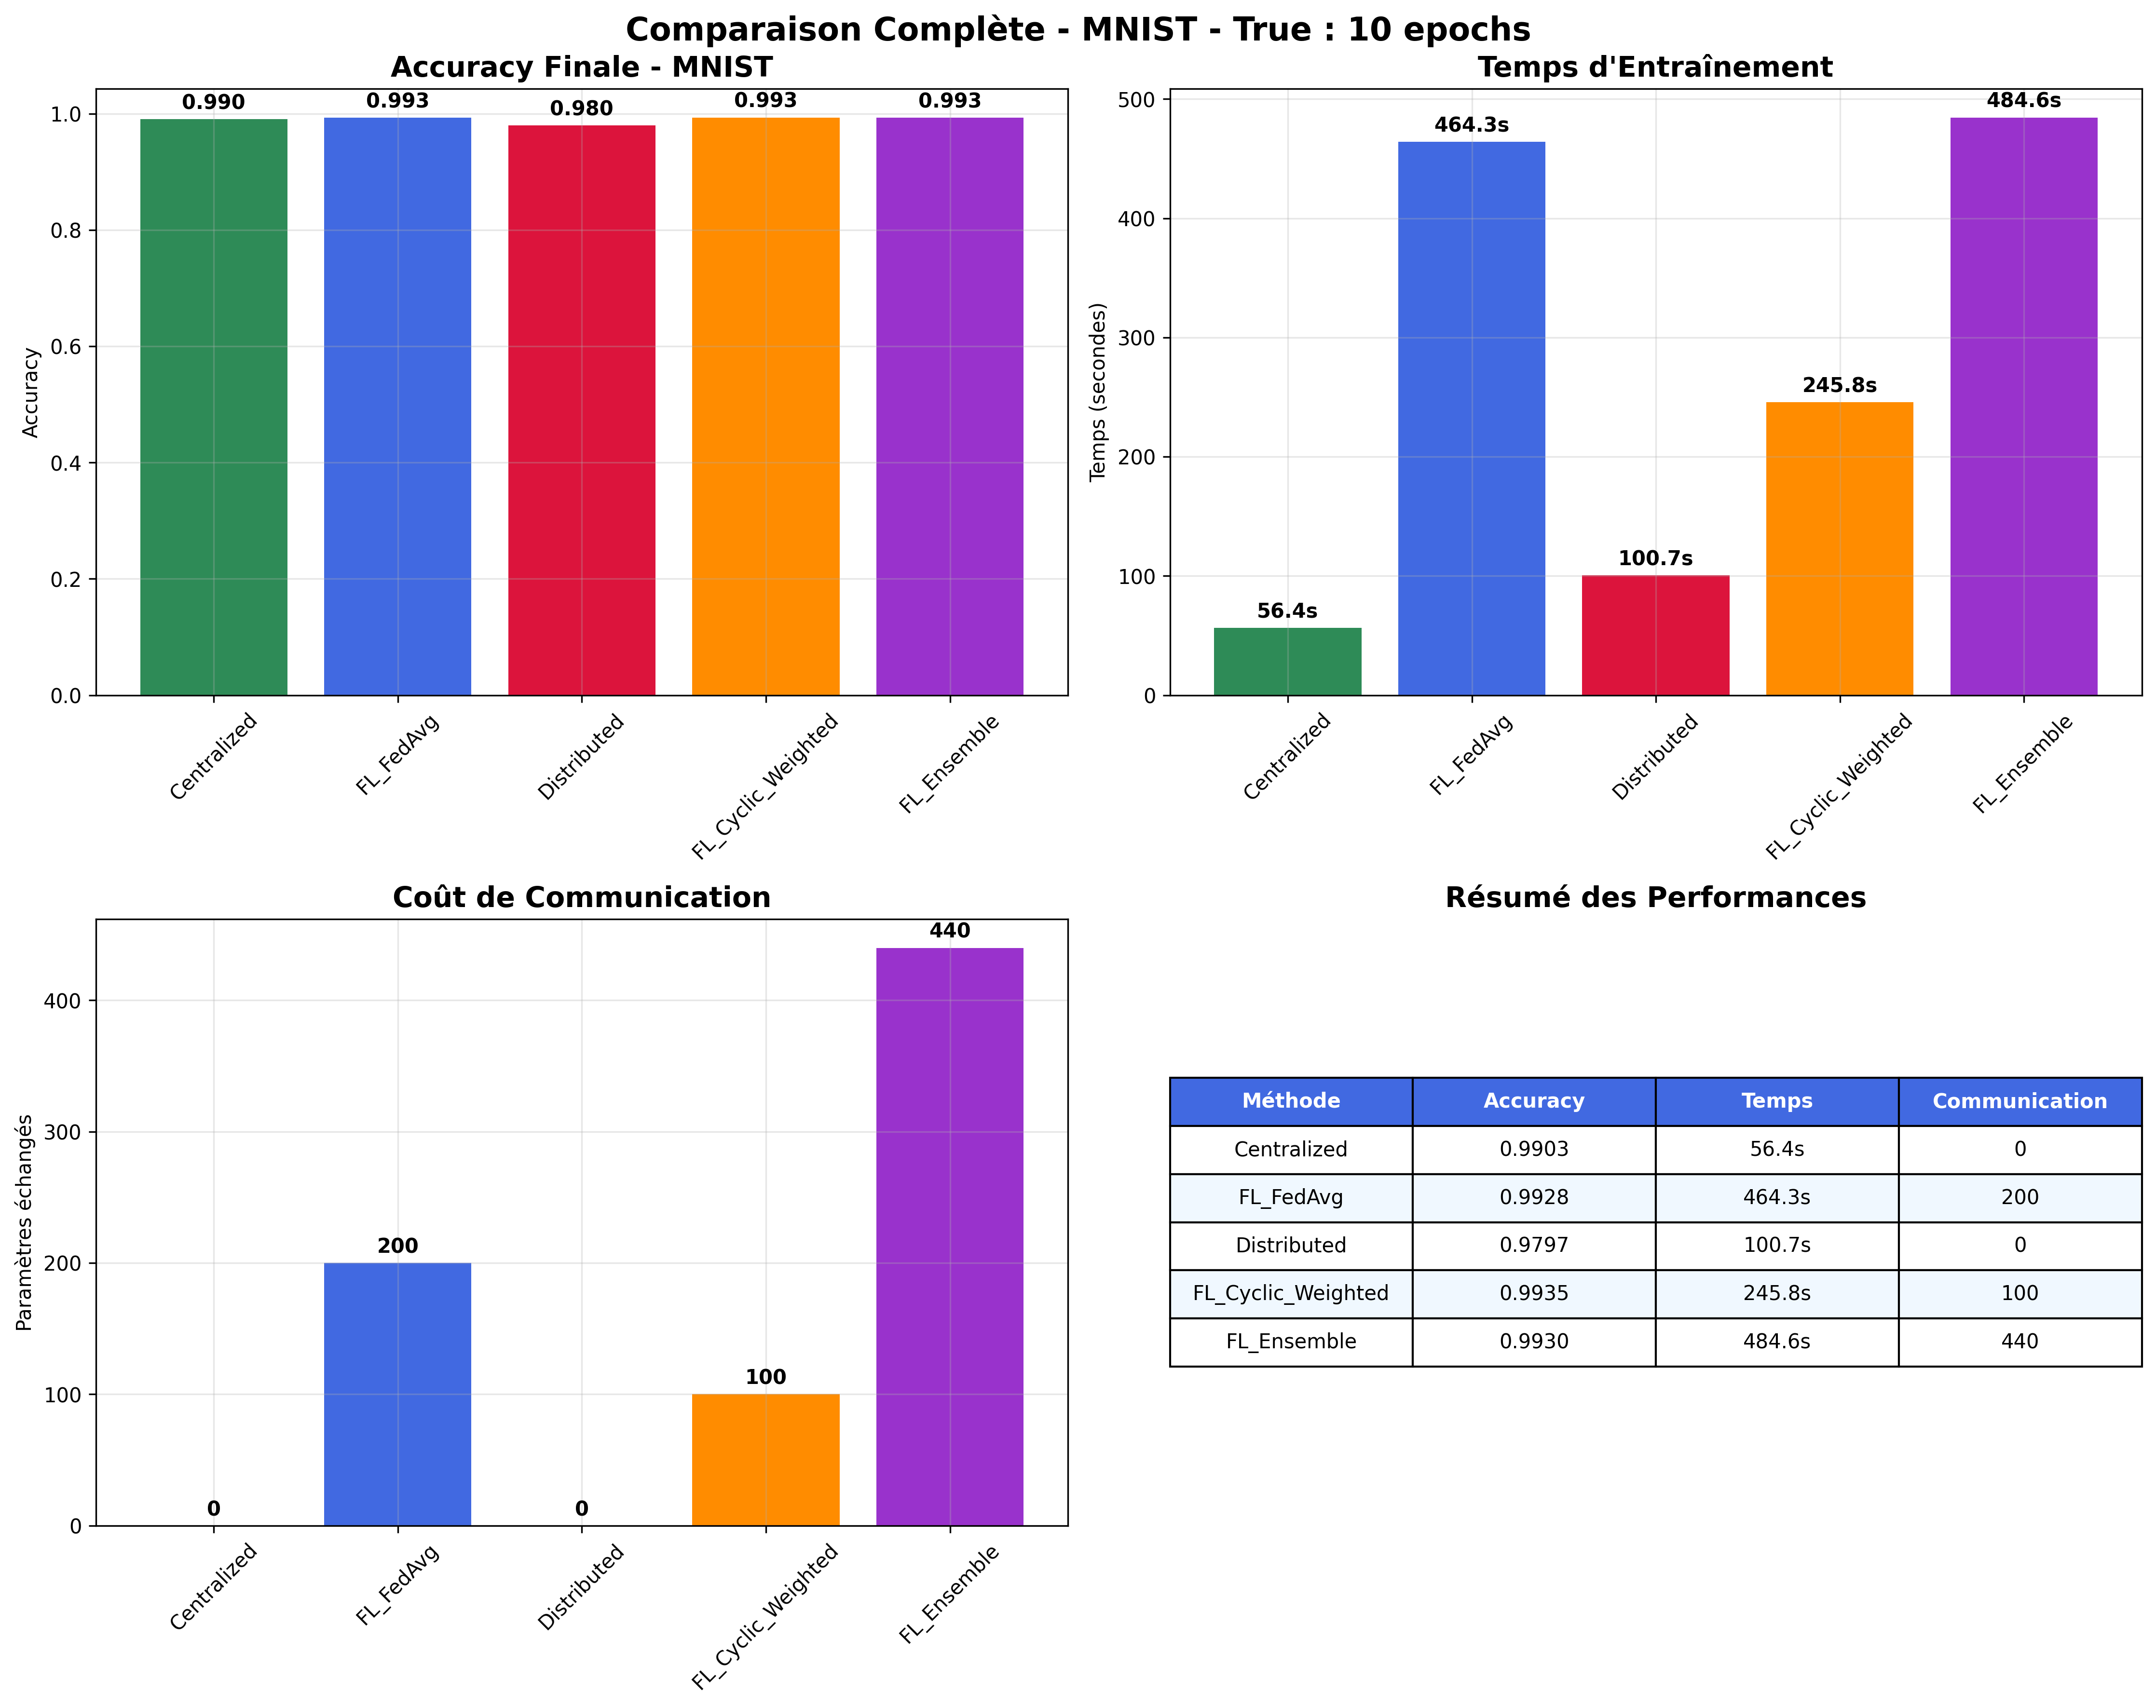 Comparaison Complète - MNIST - True : 10 epochs
Accuracy Finale - MNIST
Accuracy
1.0
0.8
0.6
0.4
0.2
0.0
0.990
0.993
0.980
0.993
0.993
Centralized
FL_FedAvg
Distributed
FL_Cyclic_Weighted
FL_Ensemble
Temps d'Entraînement
Temps (secondes)
500
400
300
200
100
0
56.4s
464.3s
100.7s
245.8s
484.6s
Centralized
FL_FedAvg
Distributed
FL_Cyclic_Weighted
FL_Ensemble
Coût de Communication
Paramètres échangés
400
300
200
100
0
0
200
0
100
440
Centralized
FL_FedAvg
Distributed
FL_Cyclic_Weighted
FL_Ensemble
Résumé des Performances
Méthode Accuracy Temps Communication
Centralized 0.9903 56.4s 0
FL_FedAvg 0.9928 464.3s 200
Distributed 0.9797 100.7s 0
FL_Cyclic_Weighted 0.9935 245.8s 100
FL_Ensemble 0.9930 484.6s 440